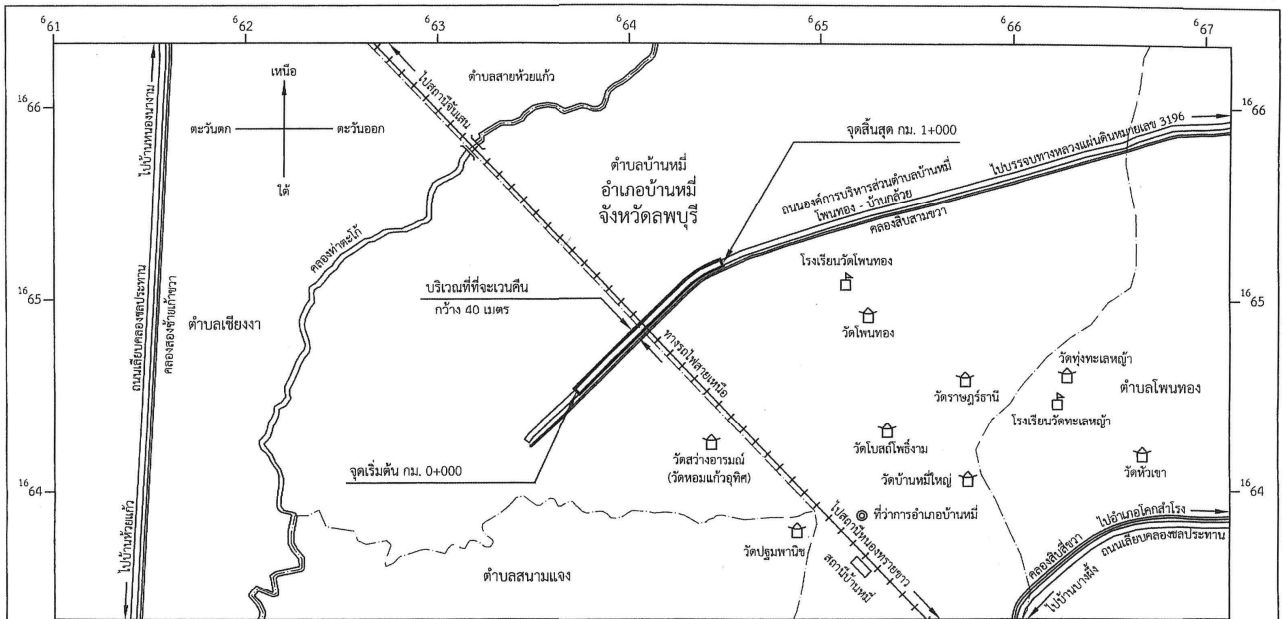 ⁶61 ⁶62 ⁶63 ⁶64 ⁶65 ⁶66 ⁶67
เหนือ
ตะวันตก ตะวันออก
ใต้
ไปสถานีจันเสน
ตำบลสายห้วยแก้ว
¹⁶66
¹⁶66
ไปบ้านหนองนางาม
จุดสิ้นสุด กม. 1+000
ไปบรรจบทางหลวงแผ่นดินหมายเลข 3196
ตำบลบ้านหมี่
อำเภอบ้านหมี่
จังหวัดลพบุรี
ถนนองค์การบริหารส่วนตำบลบ้านหมี่
โพนทอง - บ้านกล้วย
คลองสิบสามขวา
คลองท่าตะโก้
โรงเรียนวัดโพนทอง
บริเวณที่ที่จะเวนคืน
กว้าง 40 เมตร
¹⁶65
¹⁶65
ถนนเลียบคลองชลประทาน
คลองสองซ้ายเก้าขวา
ตำบลเชียงงา
วัดโพนทอง
ทางรถไฟสายเหนือ
วัดทุ่งทะเลหญ้า
ตำบลโพนทอง
วัดราษฎร์ธานี
โรงเรียนวัดทะเลหญ้า
วัดโบสถ์โพธิ์งาม
วัดสว่างอารมณ์
(วัดหอมแก้วอุทิศ)
จุดเริ่มต้น กม. 0+000
วัดบ้านหมี่ใหญ่
วัดหัวเขา
¹⁶64
¹⁶64
ที่ว่าการอำเภอบ้านหมี่
ไปอำเภอโคกสำโรง
ถนนเลียบคลองชลประทาน
คลองสิบสี่ขวา
ไปบ้านบางผึ้ง
วัดปฐมพานิช
ไปสถานีหนองทรายขาว
สถานีบ้านหมี่
ตำบลสนามแจง
ไปบ้านห้วยแก้ว